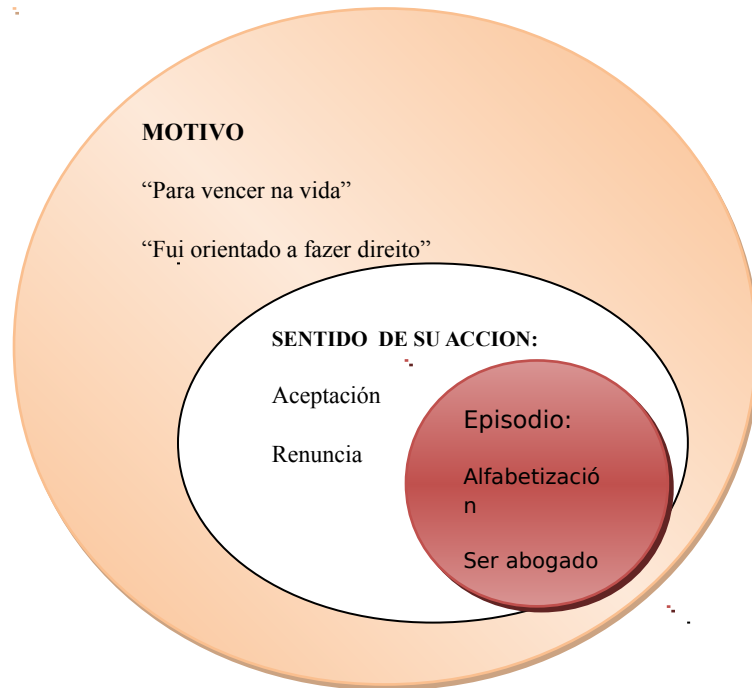 MOTIVO
“Para vencer na vida”
“Fui orientado a fazer direito”
SENTIDO DE SU ACCION:
Aceptación
Renuncia
Episodio:
Alfabetizació
n
Ser abogado